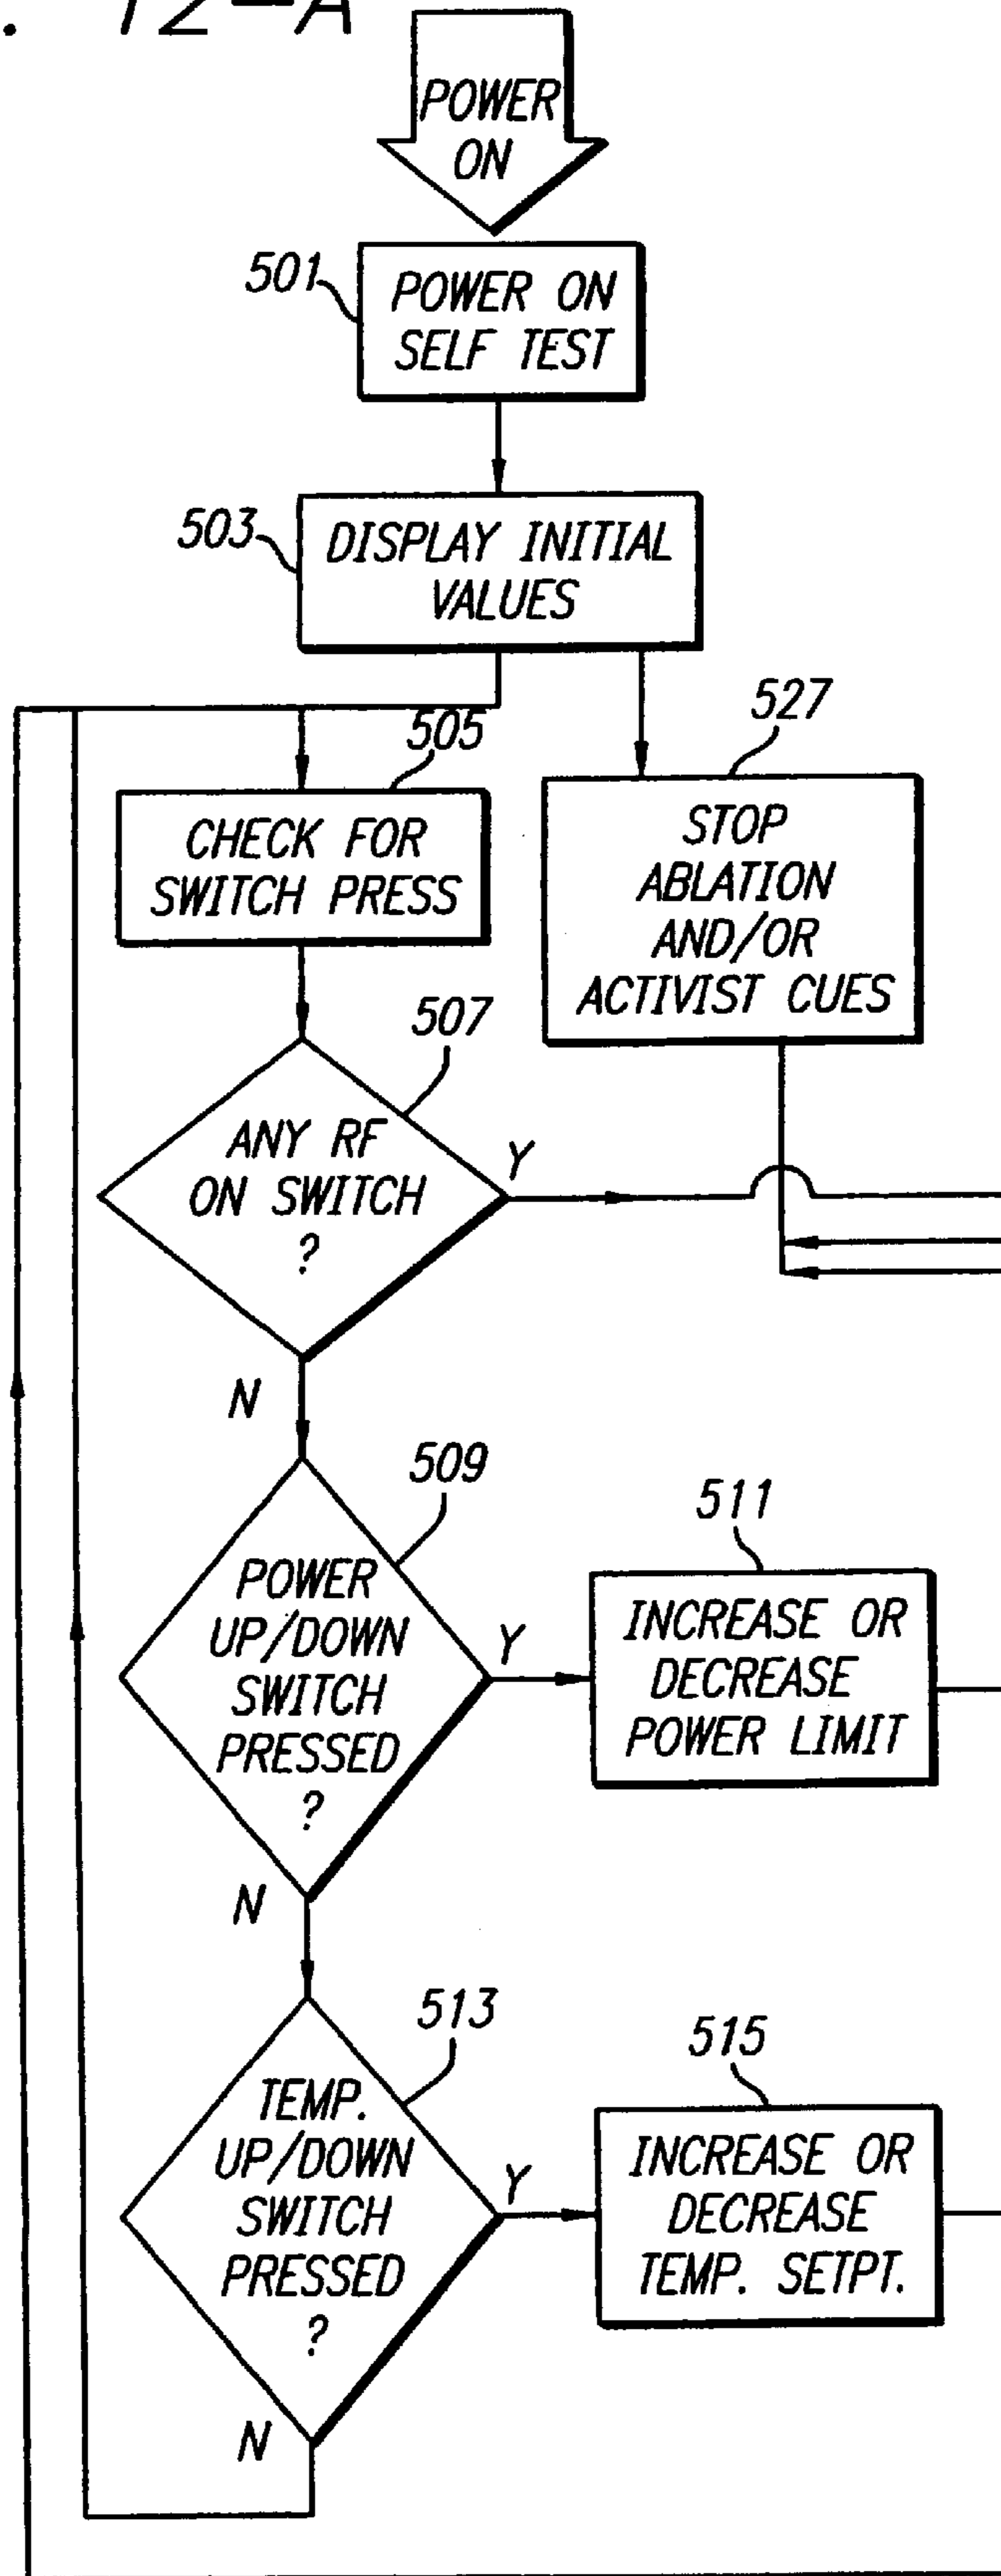 . 12-A
POWER
ON
501
POWER ON
SELF TEST
503
DISPLAY INITIAL
VALUES
505
CHECK FOR
SWITCH PRESS
527
STOP
ABLATION
AND/OR
ACTIVIST CUES
507
ANY RF
ON SWITCH
?
Y
N
509
POWER
UP/DOWN
SWITCH
PRESSED
?
Y
N
511
INCREASE OR
DECREASE
POWER LIMIT
513
TEMP.
UP/DOWN
SWITCH
PRESSED
?
Y
N
515
INCREASE OR
DECREASE
TEMP. SETPT.